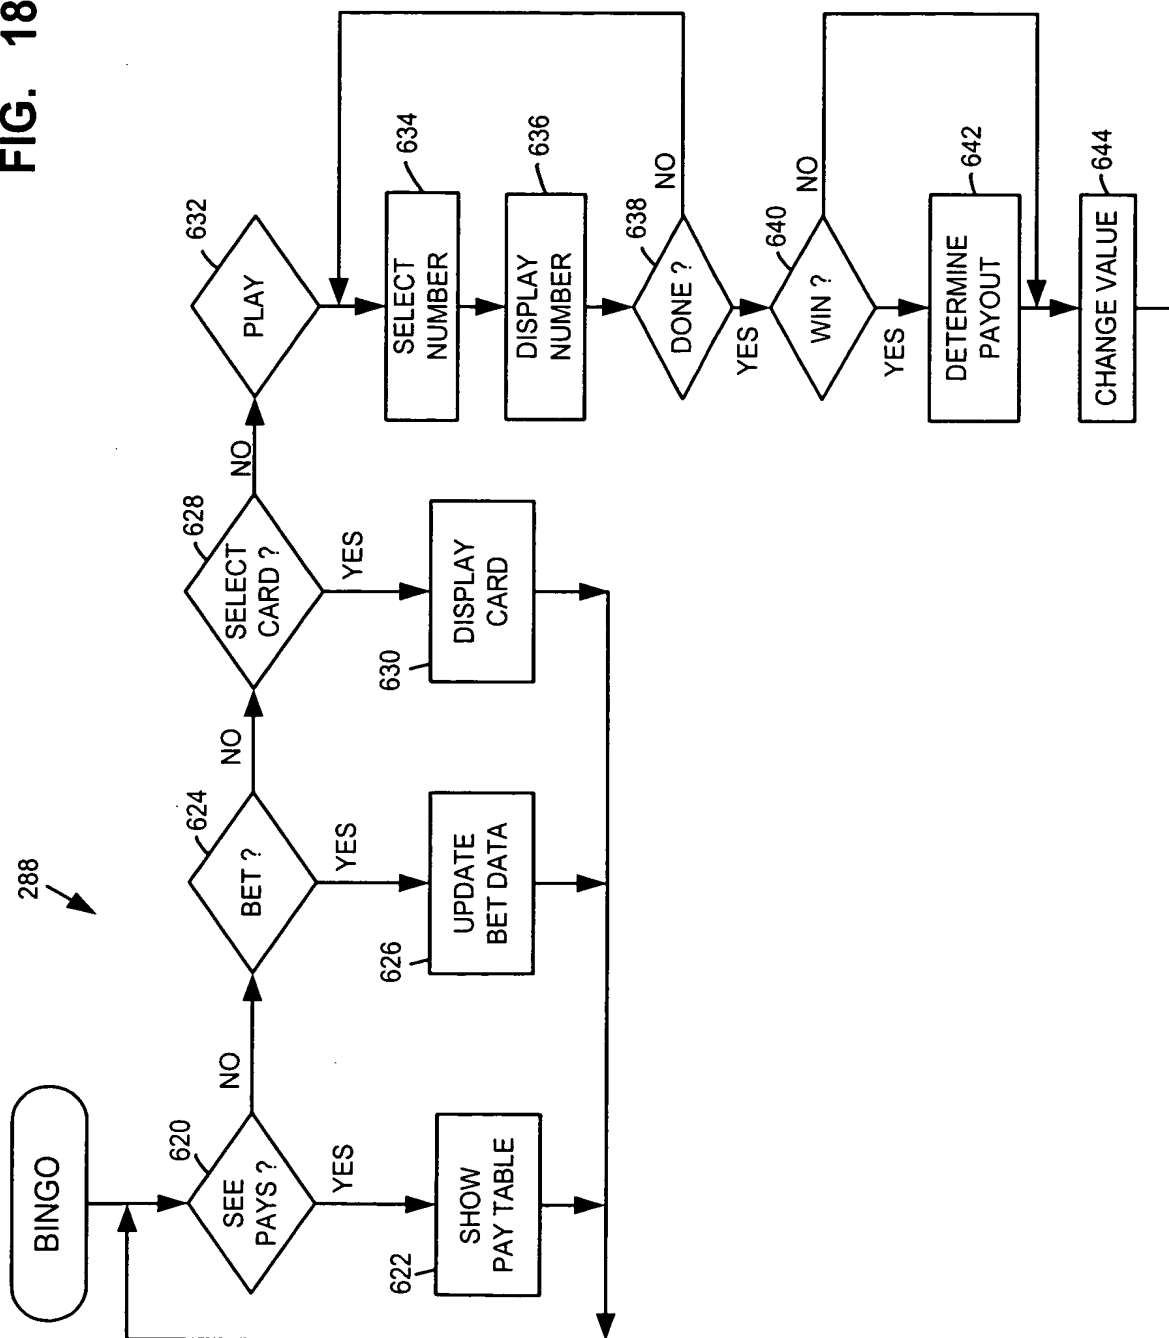 FIG. 18
288
BINGO
620
SEE
PAYS ?
NO
YES
622
SHOW
PAY TABLE
624
BET ?
NO
YES
626
UPDATE
BET DATA
628
SELECT
CARD ?
NO
YES
630
DISPLAY
CARD
632
PLAY
634
SELECT
NUMBER
636
DISPLAY
NUMBER
638
DONE ?
NO
YES
640
WIN ?
NO
YES
642
DETERMINE
PAYOUT
644
CHANGE VALUE